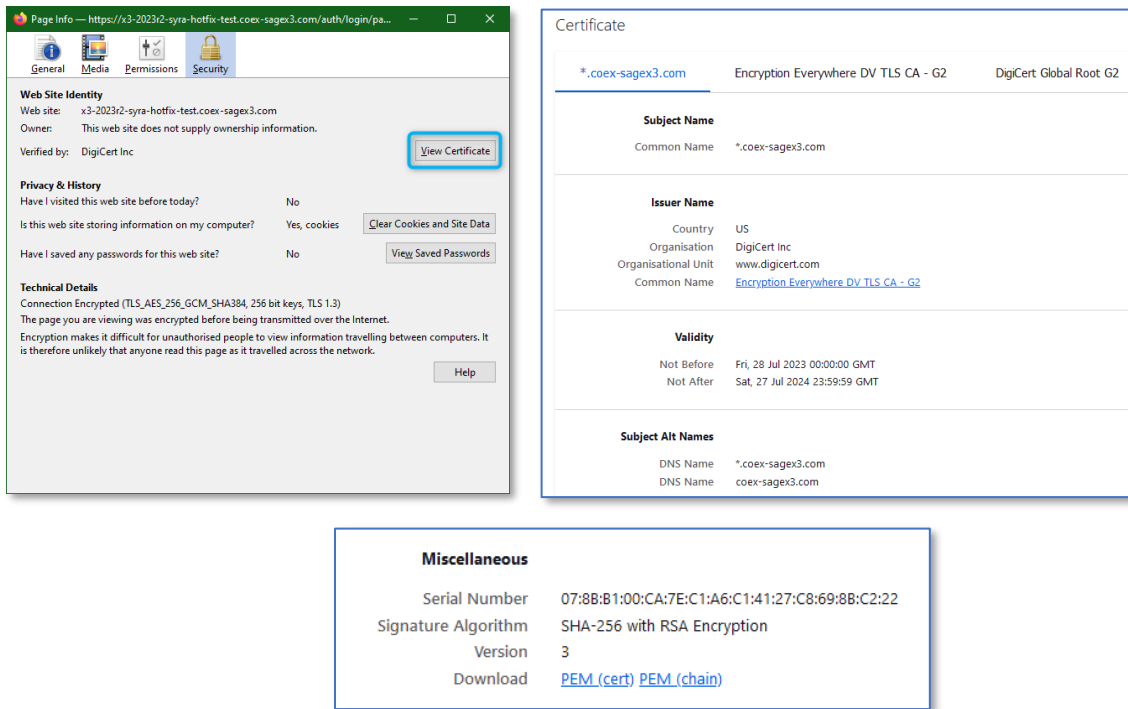 Page Info — https://x3-2023r2-syra-hotfix-test.coex-sagex3.com/auth/login/pa...
General Media Permissions Security
Web Site Identity
Web site: x3-2023r2-syra-hotfix-test.coex-sagex3.com
Owner: This web site does not supply ownership information.
Verified by: DigiCert Inc
View Certificate
Privacy & History
Have I visited this web site before today? No
Is this web site storing information on my computer? Yes, cookies Clear Cookies and Site Data
Have I saved any passwords for this web site? No View Saved Passwords
Technical Details
Connection Encrypted (TLS_AES_256_GCM_SHA384, 256 bit keys, TLS 1.3)
The page you are viewing was encrypted before being transmitted over the Internet.
Encryption makes it difficult for unauthorised people to view information travelling between computers. It
is therefore unlikely that anyone read this page as it travelled across the network.
Help
Certificate
*.coex-sagex3.com Encryption Everywhere DV TLS CA - G2 DigiCert Global Root G2
Subject Name
Common Name *.coex-sagex3.com
Issuer Name
Country US
Organisation DigiCert Inc
Organisational Unit www.digicert.com
Common Name Encryption Everywhere DV TLS CA - G2
Validity
Not Before Fri, 28 Jul 2023 00:00:00 GMT
Not After Sat, 27 Jul 2024 23:59:59 GMT
Subject Alt Names
DNS Name *.coex-sagex3.com
DNS Name coex-sagex3.com
Miscellaneous
Serial Number 07:8B:B1:00:CA:7E:C1:A6:C1:41:27:C8:69:8B:C2:22
Signature Algorithm SHA-256 with RSA Encryption
Version 3
Download PEM (cert) PEM (chain)